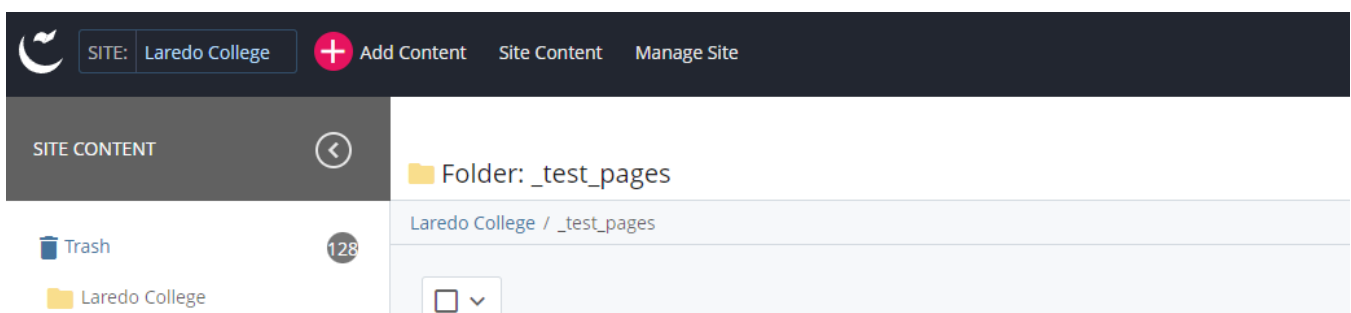 SITE: Laredo College Add Content Site Content Manage Site
SITE CONTENT
Folder: _test_pages
Laredo College / _test_pages
Trash 128
Laredo College